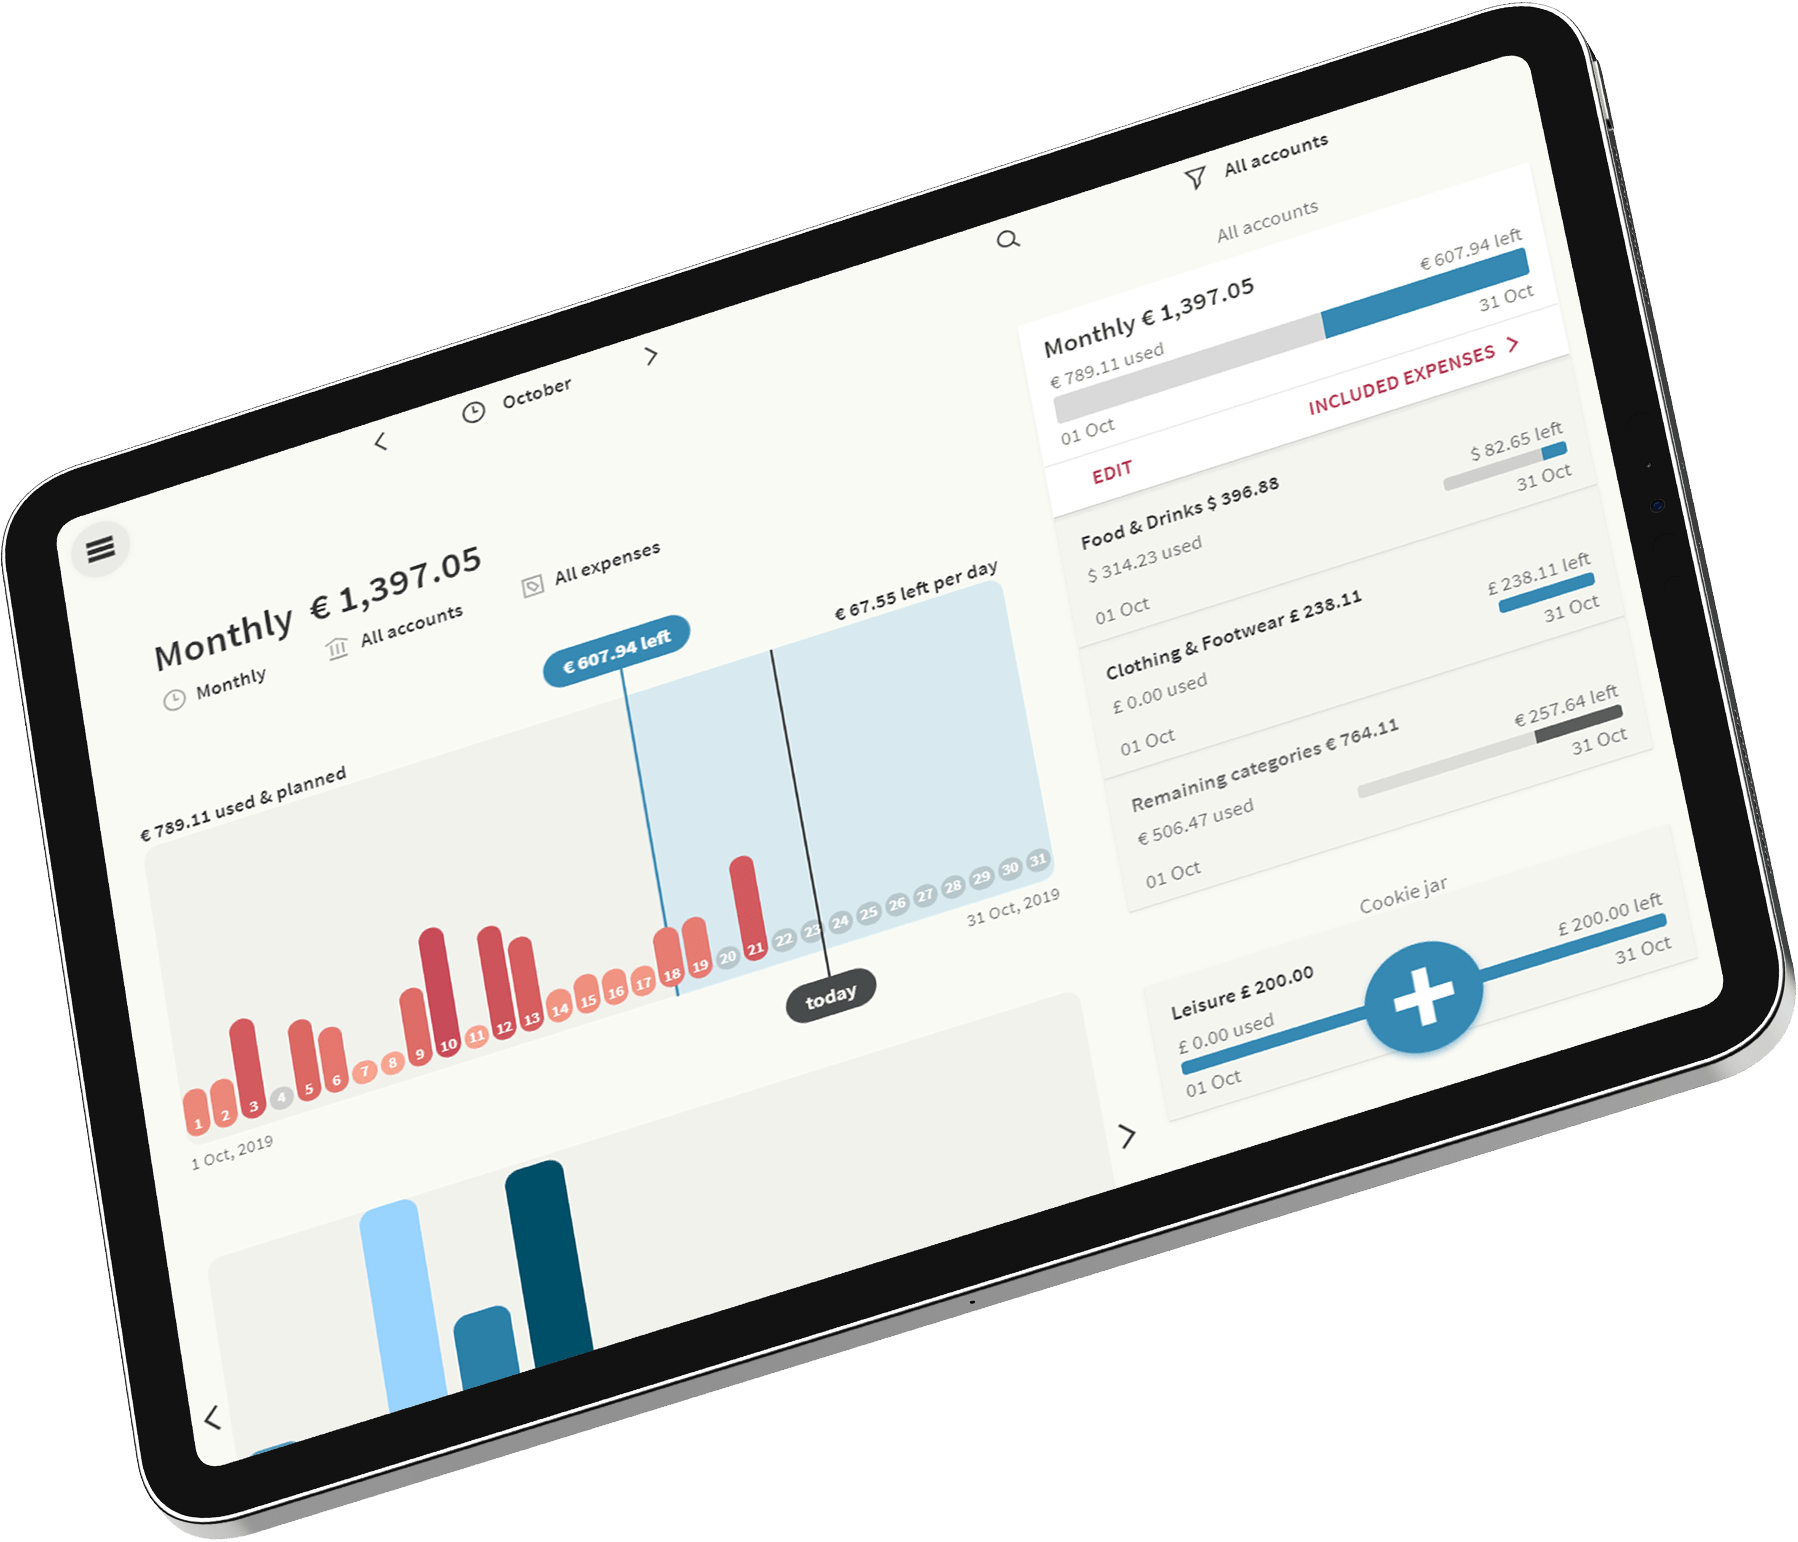 October
Monthly € 1,397.05
Monthly
All accounts
All expenses
€ 607.94 left
€ 67.55 left per day
€ 789.11 used & planned
1 2 3 4 5 6 7 8 9 10 11 12 13 14 15 16 17 18 19 20 21 22 23 24 25 26 27 28 29 30 31
1 Oct, 2019
31 Oct, 2019
today
All accounts
All accounts
Monthly € 1,397.05
€ 607.94 left
€ 789.11 used
01 Oct
31 Oct
EDIT
INCLUDED EXPENSES
Food & Drinks $ 396.88
$ 82.65 left
$ 314.23 used
01 Oct
31 Oct
Clothing & Footwear £ 238.11
£ 238.11 left
£ 0.00 used
01 Oct
31 Oct
Remaining categories € 764.11
€ 257.64 left
€ 506.47 used
01 Oct
31 Oct
Cookie jar
Leisure £ 200.00
£ 200.00 left
£ 0.00 used
01 Oct
31 Oct